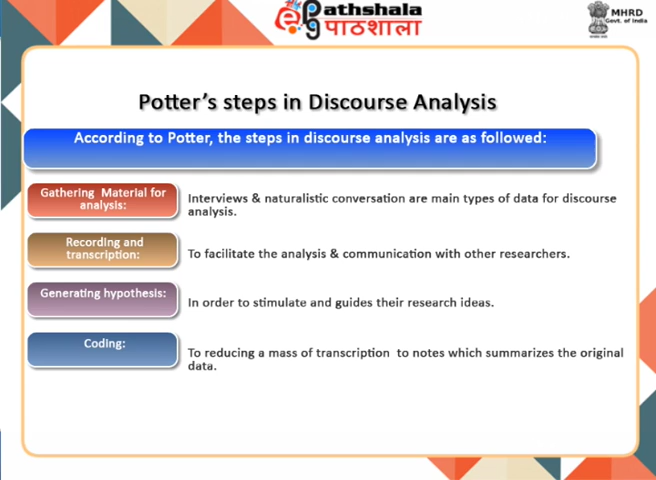 ePG Pathshala
पाठशाला
MHRD
Govt. of India
Potter's steps in Discourse Analysis
According to Potter, the steps in discourse analysis are as followed:
Gathering Material for
analysis:
Interviews & naturalistic conversation are main types of data for discourse
analysis.
Recording and
transcription:
To facilitate the analysis & communication with other researchers.
Generating hypothesis:
In order to stimulate and guides their research ideas.
Coding:
To reducing a mass of transcription to notes which summarizes the original
data.